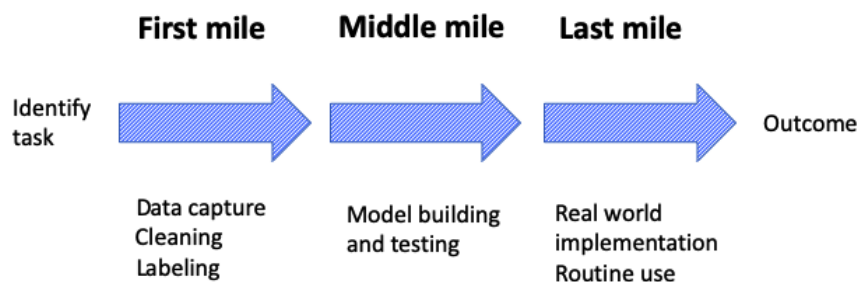 First mile
Middle mile
Last mile
Identify
task
Outcome
Data capture
Cleaning
Labeling
Model building
and testing
Real world
implementation
Routine use